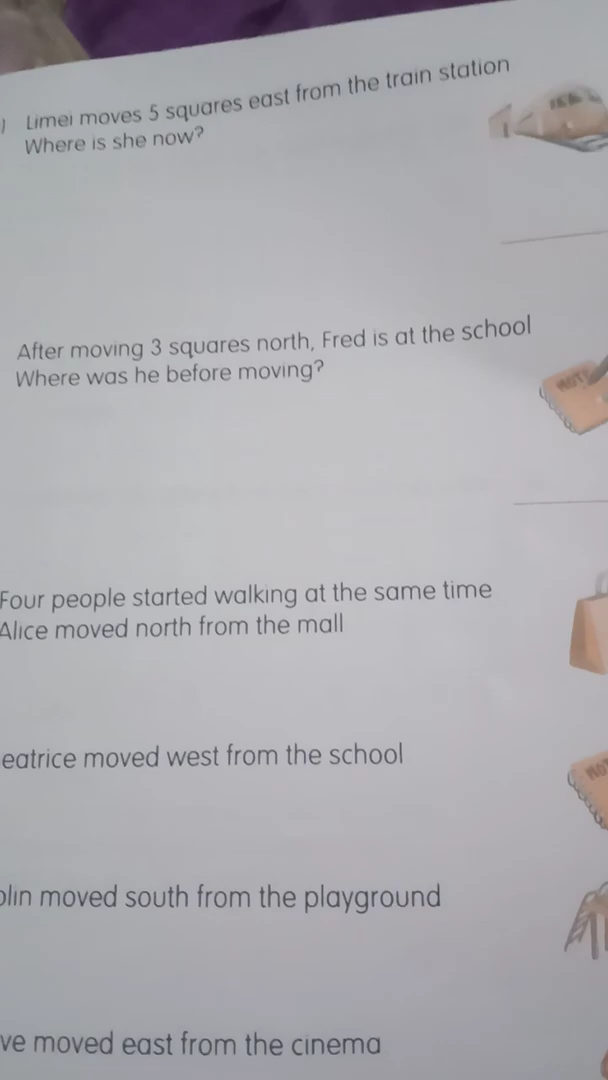 ) Limei moves 5 squares east from the train station
Where is she now?
After moving 3 squares north, Fred is at the school
Where was he before moving?
Four people started walking at the same time
Alice moved north from the mall
eatrice moved west from the school
olin moved south from the playground
ve moved east from the cinema